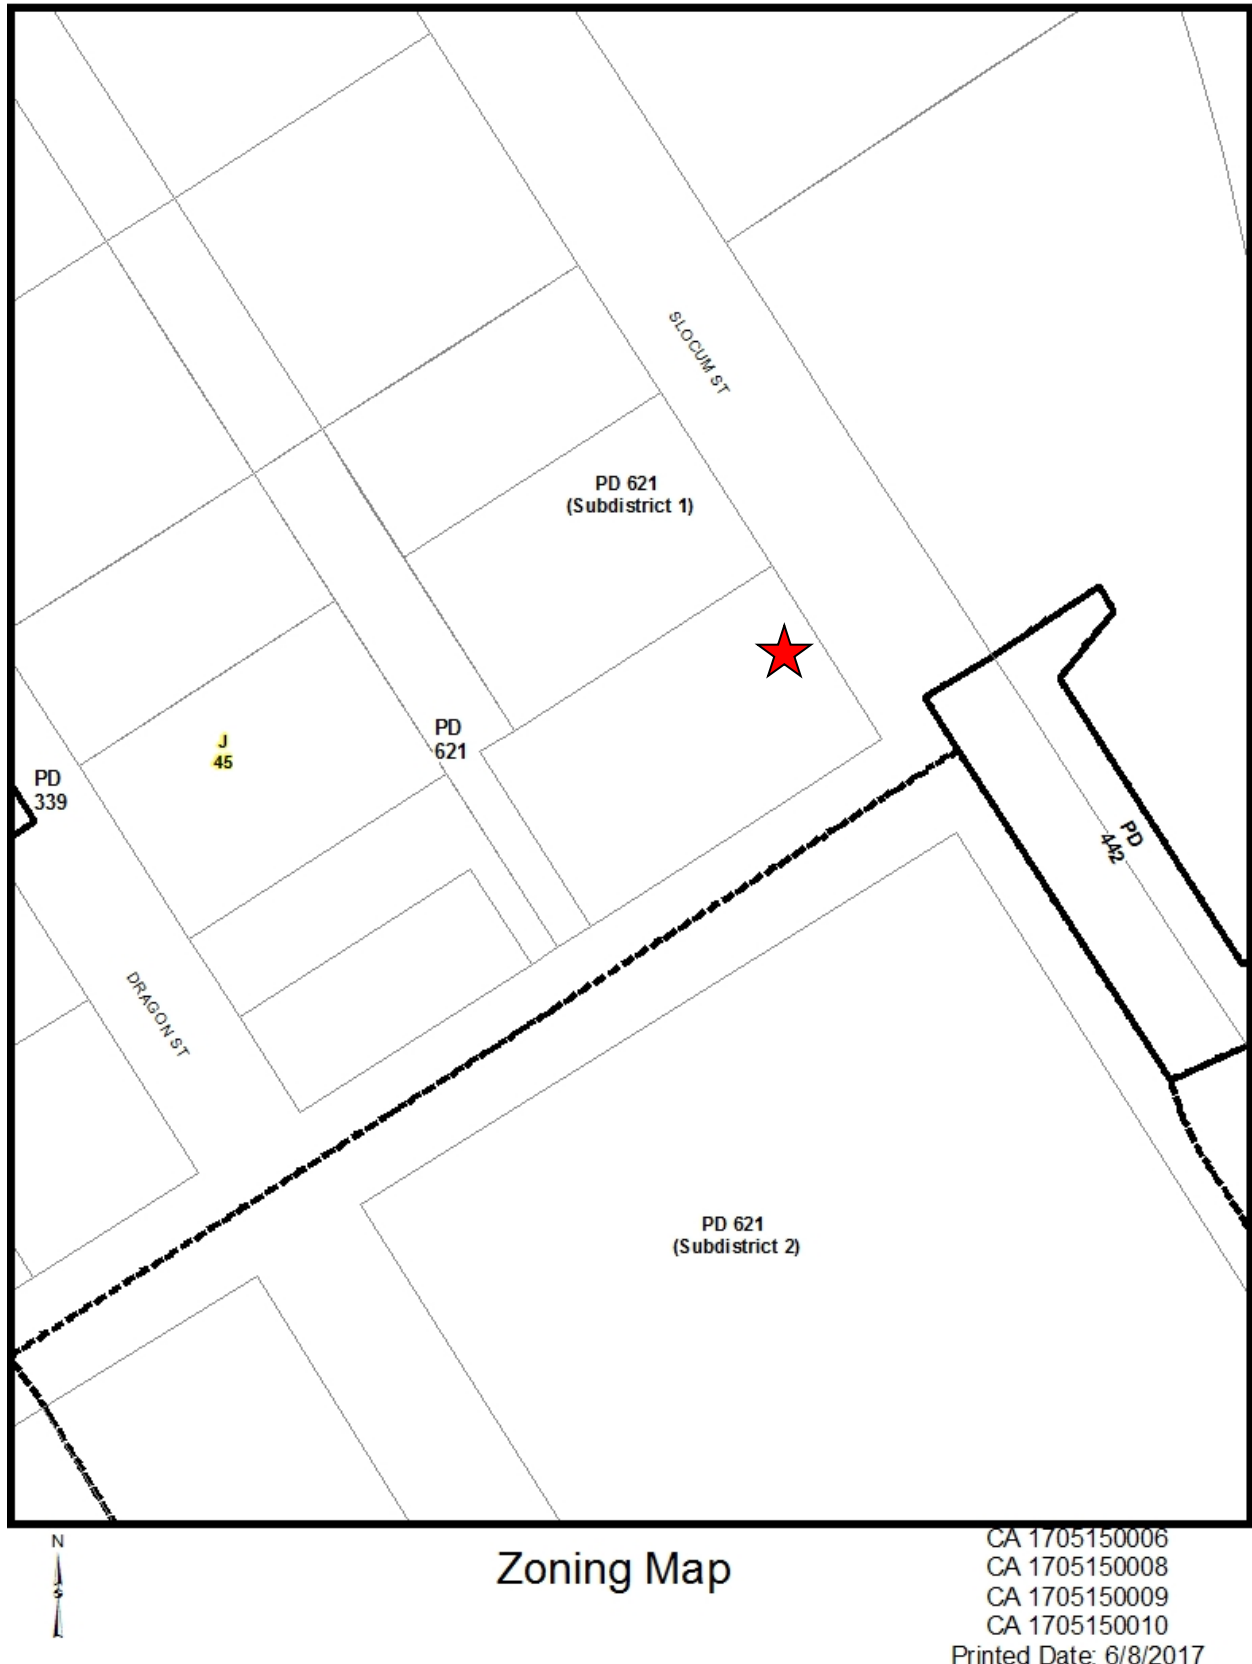 SLOCUM ST
PD 621
(Subdistrict 1)
PD
621
J
45
PD
339
PD
442
DRAGON ST
PD 621
(Subdistrict 2)
N
S
Zoning Map
CA 1705150006
CA 1705150008
CA 1705150009
CA 1705150010
Printed Date: 6/8/2017